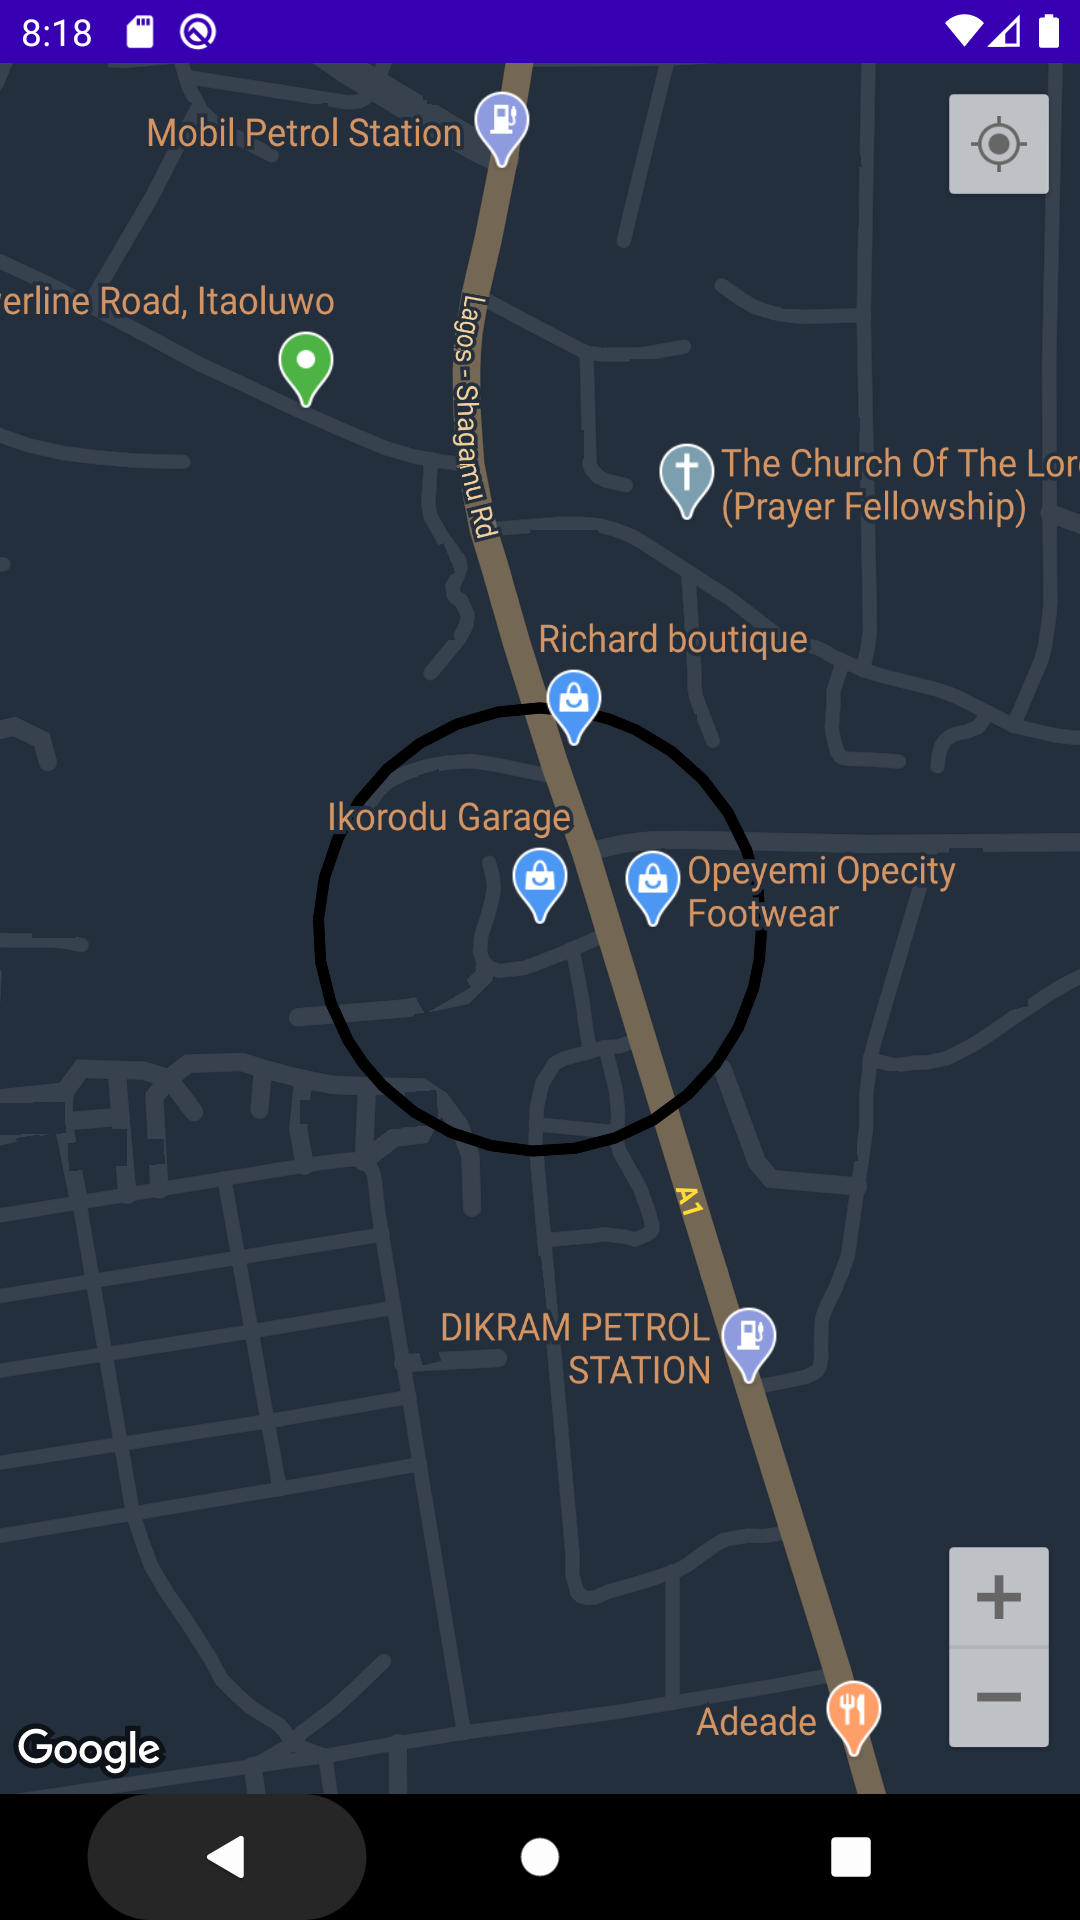 8:18
Mobil Petrol Station
erline Road, Itaoluwo
Lagos - Shagamu Rd
The Church Of The Lor
(Prayer Fellowship)
Richard boutique
Ikorodu Garage
Opeyemi Opecity
Footwear
A1
DIKRAM PETROL
STATION
Adeade
Google